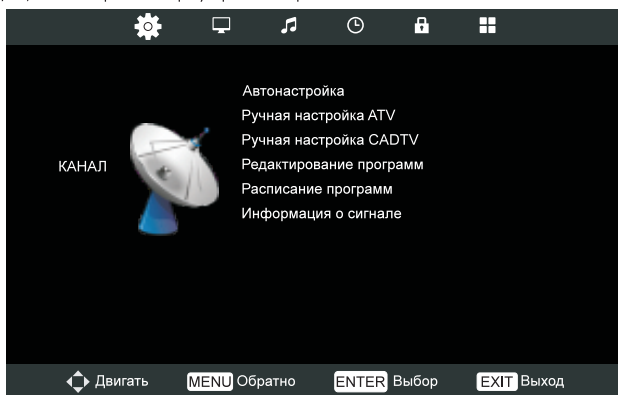 Автонастройка
Ручная настройка ATV
Ручная настройка CADTV
КАНАЛ
Редактирование программ
Расписание программ
Информация о сигнале
Двигать MENU Обратно ENTER Выбор EXIT Выход